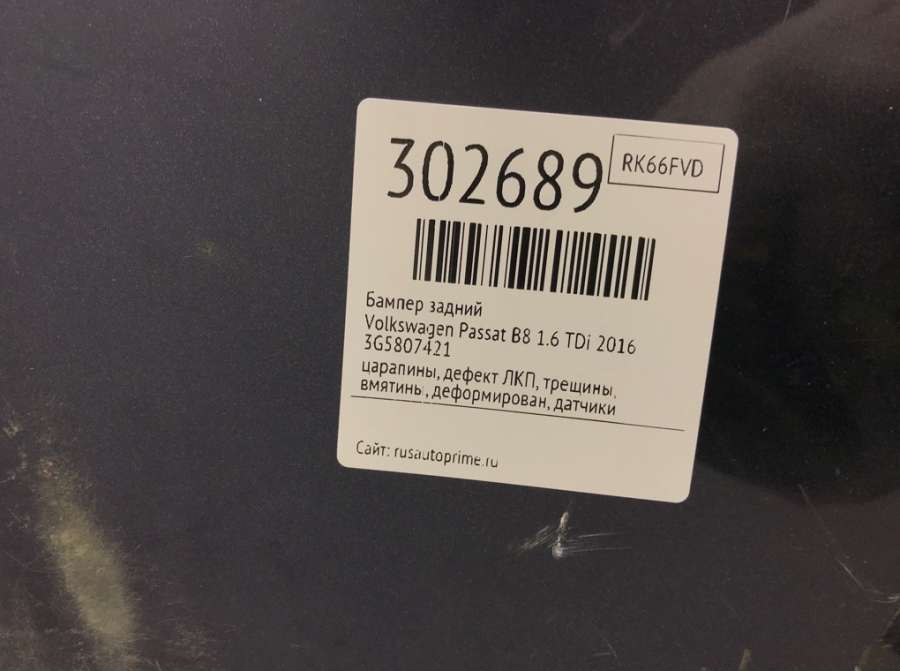 302689
RK66FVD
Бампер задний
Volkswagen Passat B8 1.6 TDi 2016
3G5807421
царапины, дефект ЛКП, трещины,
вмятины, деформирован, датчики
Сайт: rusautoprime.ru